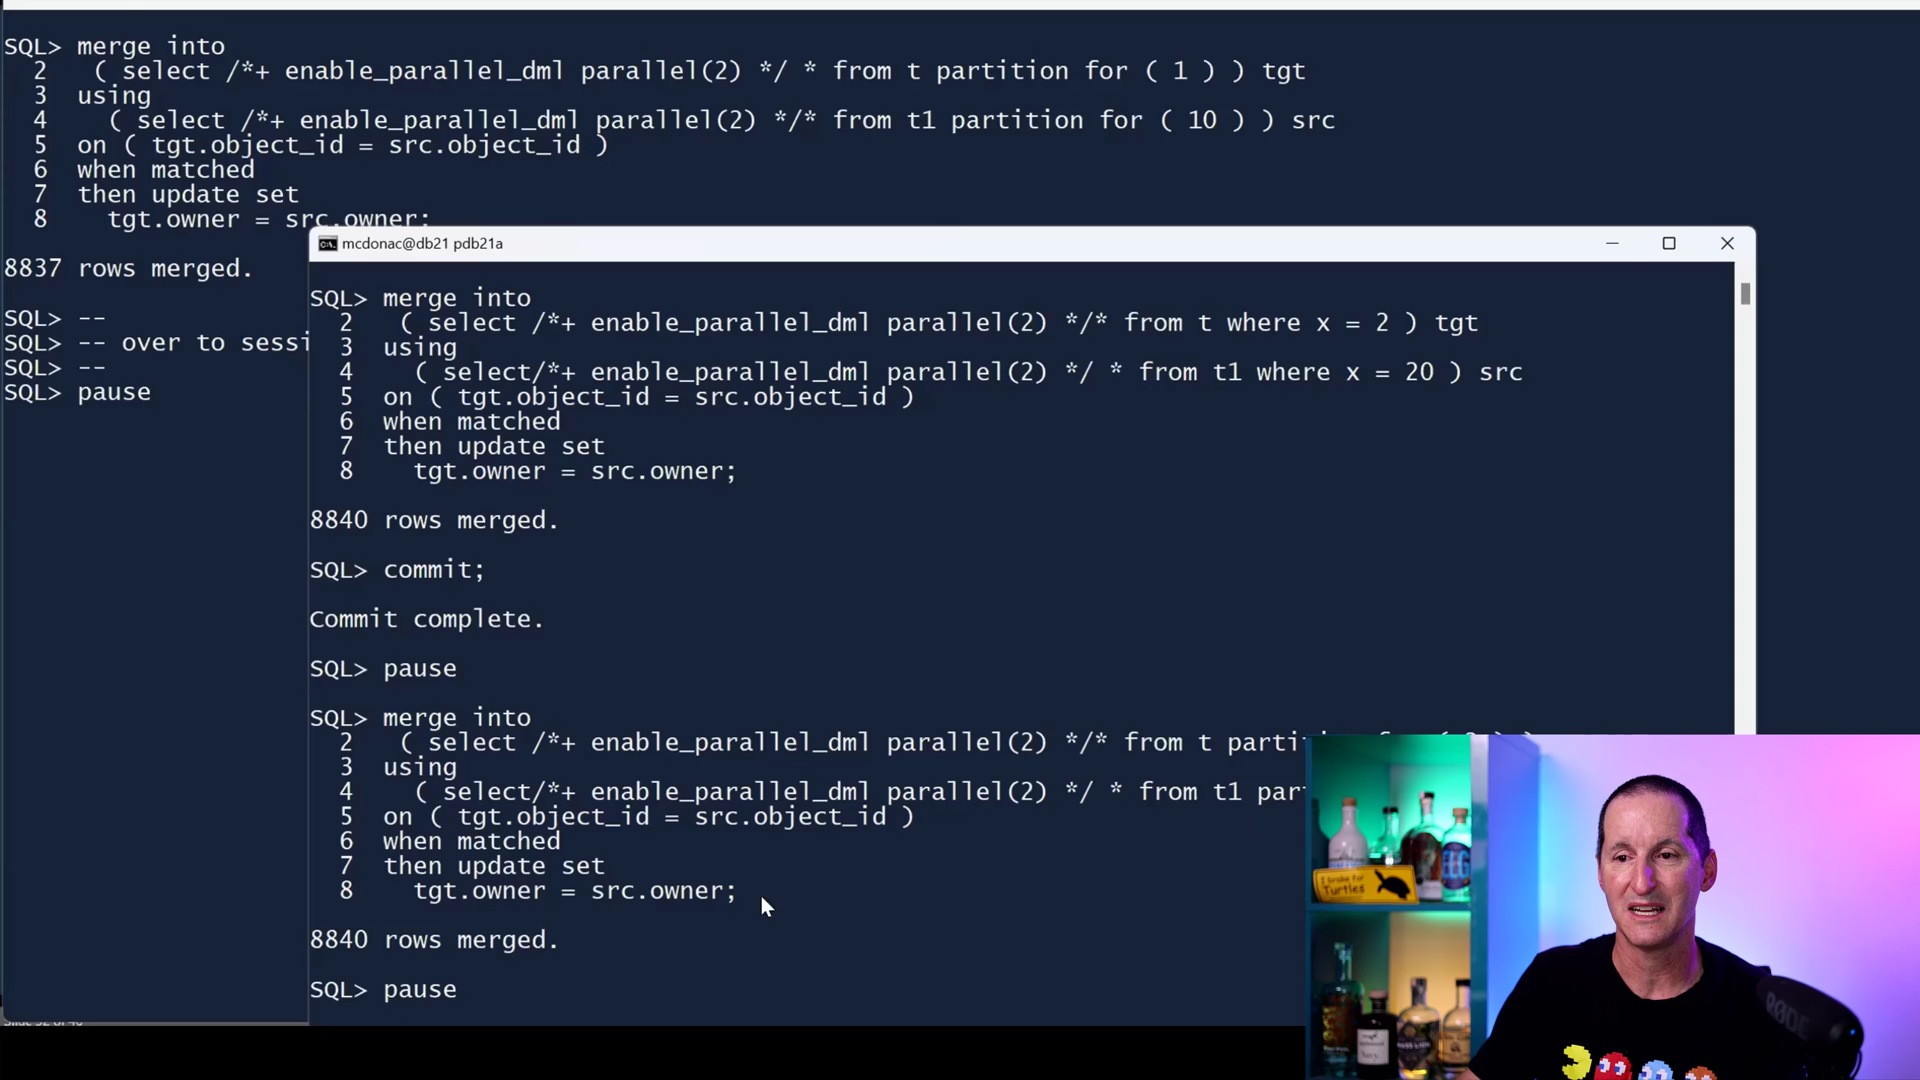 SQL> merge into
  2    ( select /*+ enable_parallel_dml parallel(2) */ * from t partition for ( 1 ) ) tgt
  3  using
  4     ( select /*+ enable_parallel_dml parallel(2) */* from t1 partition for ( 10 ) ) src
  5  on ( tgt.object_id = src.object_id )
  6  when matched
  7  then update set
  8    tgt.owner = src.owner;
8837 rows merged.
SQL> --
SQL> -- over to sessi
SQL> --
SQL> pause
mcdonac@db21 pdb21a
SQL> merge into
  2    ( select /*+ enable_parallel_dml parallel(2) */* from t where x = 2 ) tgt
  3  using
  4     ( select/*+ enable_parallel_dml parallel(2) */ * from t1 where x = 20 ) src
  5  on ( tgt.object_id = src.object_id )
  6  when matched
  7  then update set
  8    tgt.owner = src.owner;
8840 rows merged.
SQL> commit;
Commit complete.
SQL> pause
SQL> merge into
  2    ( select /*+ enable_parallel_dml parallel(2) */* from t parti
  3  using
  4     ( select/*+ enable_parallel_dml parallel(2) */ * from t1 par
  5  on ( tgt.object_id = src.object_id )
  6  when matched
  7  then update set
  8    tgt.owner = src.owner;
8840 rows merged.
SQL> pause
I brake for
Turtles
RØDE